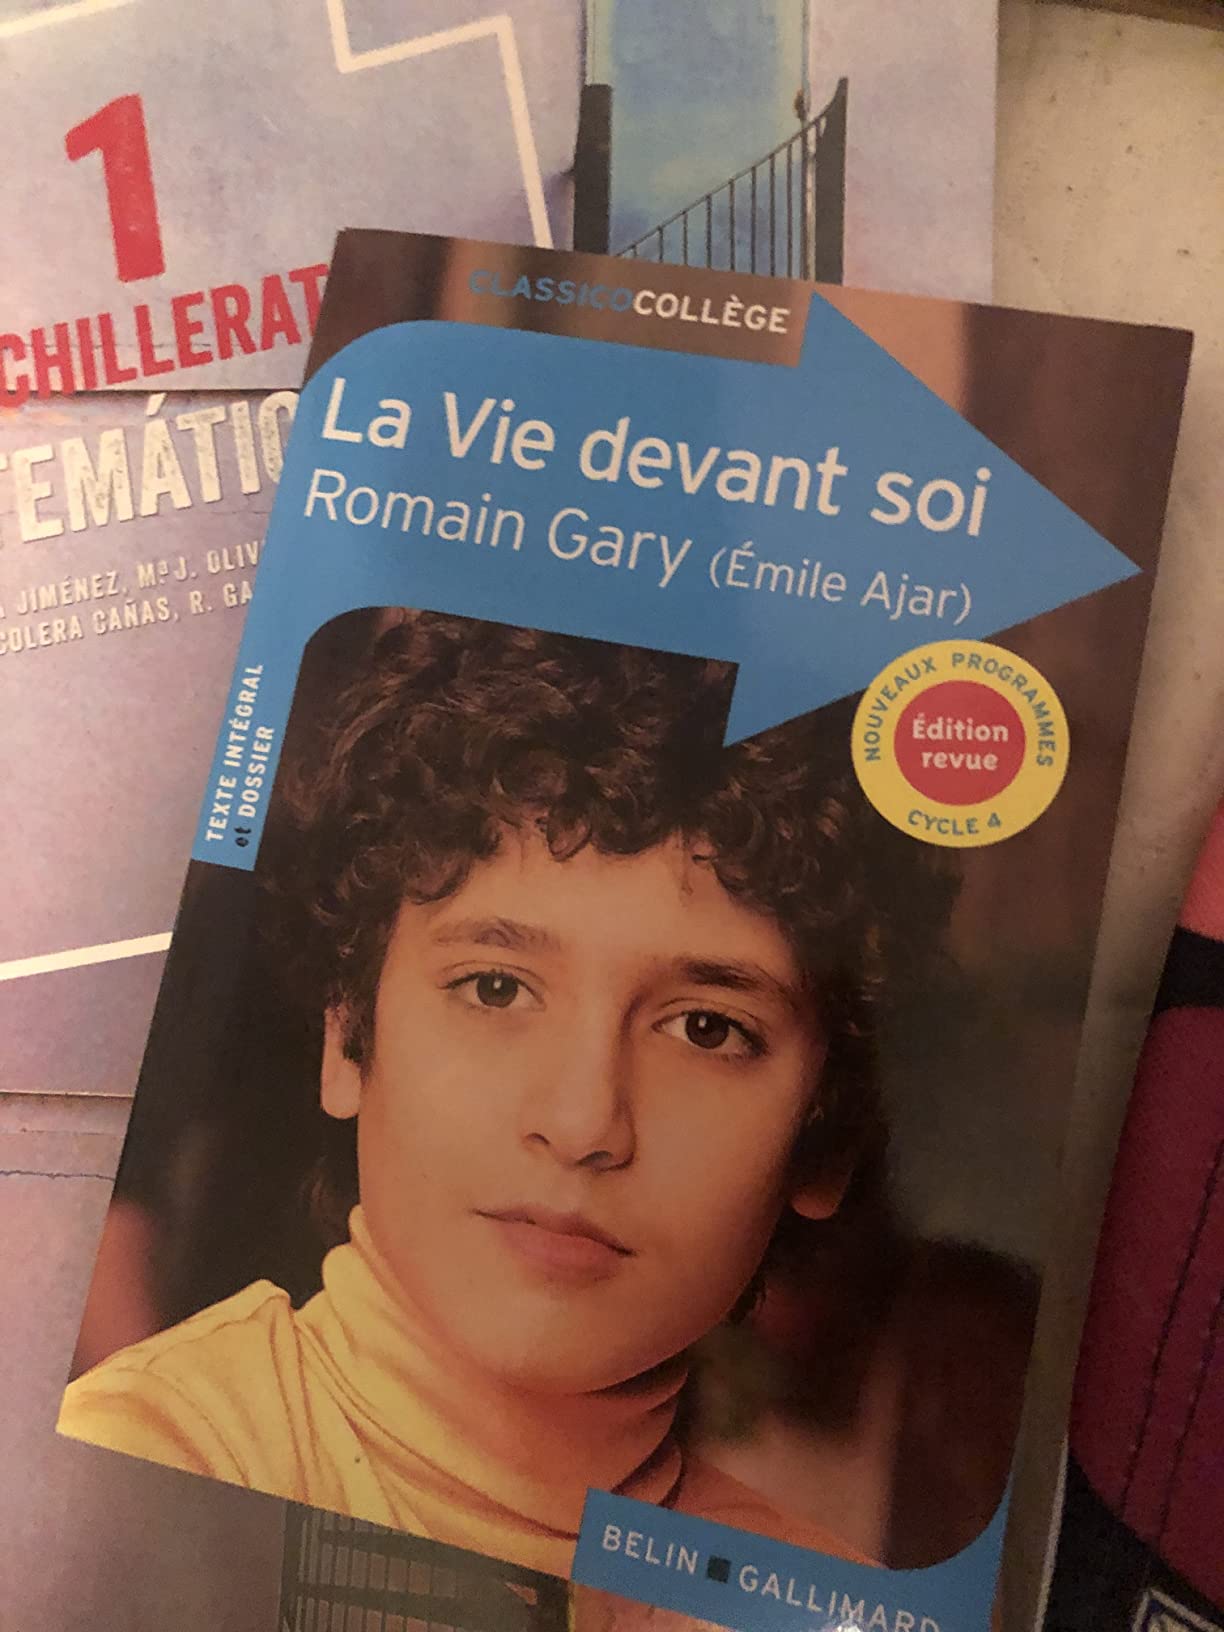 1
CHILLERAT
TEMÁTIC
JIMÉNEZ, Mª J. OLIV
COLERA CAÑAS, R. GA
CLASSICOCOLLÈGE
La Vie devant soi
Romain Gary (Émile Ajar)
NOUVEAUX PROGRAMMES
Édition
revue
CYCLE 4
TEXTE INTÉGRAL
et DOSSIER
BELIN ■ GALLIMARD